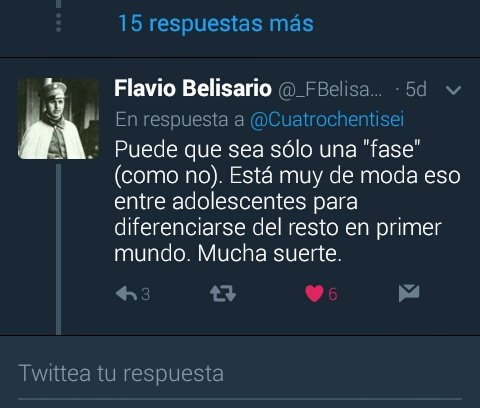 15 respuestas más
Flavio Belisario @_FBelisa... · 5d
En respuesta a @Cuatrochentisei
Puede que sea sólo una "fase"
(como no). Está muy de moda eso
entre adolescentes para
diferenciarse del resto en primer
mundo. Mucha suerte.
3 6
Twittea tu respuesta